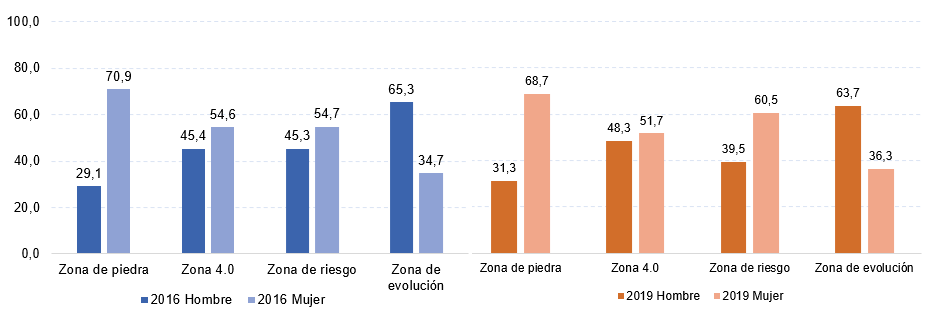 100,0
80,0
60,0
40,0
20,0
0,0
29,1
70,9
45,4
54,6
45,3
54,7
65,3
34,7
Zona de piedra
Zona 4.0
Zona de riesgo
Zona de
evolución
2016 Hombre
2016 Mujer
31,3
68,7
48,3
51,7
39,5
60,5
63,7
36,3
Zona de piedra
Zona 4.0
Zona de riesgo
Zona de evolución
2019 Hombre
2019 Mujer